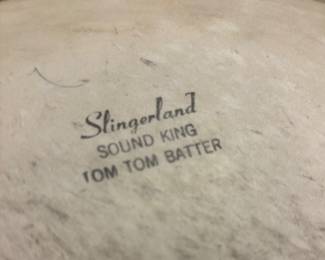 Slingerland
SOUND KING
TOM TOM BATTER